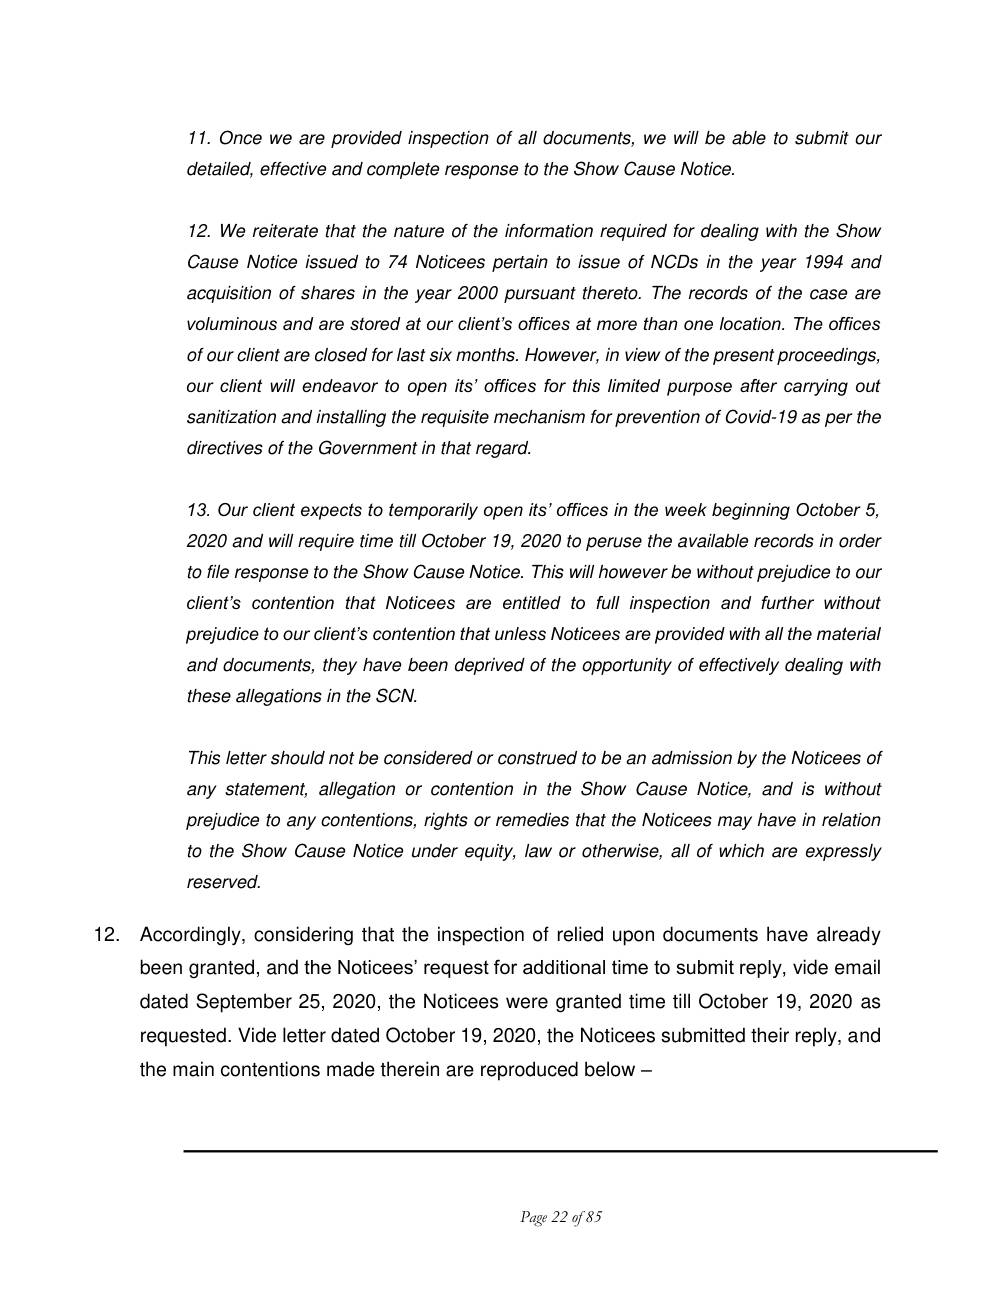 11. Once we are provided inspection of all documents, we will be able to submit our
detailed, effective and complete response to the Show Cause Notice.
12. We reiterate that the nature of the information required for dealing with the Show
Cause Notice issued to 74 Noticees pertain to issue of NCDs in the year 1994 and
acquisition of shares in the year 2000 pursuant thereto. The records of the case are
voluminous and are stored at our client’s offices at more than one location. The offices
of our client are closed for last six months. However, in view of the present proceedings,
our client will endeavor to open its’ offices for this limited purpose after carrying out
sanitization and installing the requisite mechanism for prevention of Covid-19 as per the
directives of the Government in that regard.
13. Our client expects to temporarily open its’ offices in the week beginning October 5,
2020 and will require time till October 19, 2020 to peruse the available records in order
to file response to the Show Cause Notice. This will however be without prejudice to our
client’s contention that Noticees are entitled to full inspection and further without
prejudice to our client’s contention that unless Noticees are provided with all the material
and documents, they have been deprived of the opportunity of effectively dealing with
these allegations in the SCN.
This letter should not be considered or construed to be an admission by the Noticees of
any statement, allegation or contention in the Show Cause Notice, and is without
prejudice to any contentions, rights or remedies that the Noticees may have in relation
to the Show Cause Notice under equity, law or otherwise, all of which are expressly
reserved.
12. Accordingly, considering that the inspection of relied upon documents have already
been granted, and the Noticees’ request for additional time to submit reply, vide email
dated September 25, 2020, the Noticees were granted time till October 19, 2020 as
requested. Vide letter dated October 19, 2020, the Noticees submitted their reply, and
the main contentions made therein are reproduced below –
Page 22 of 85